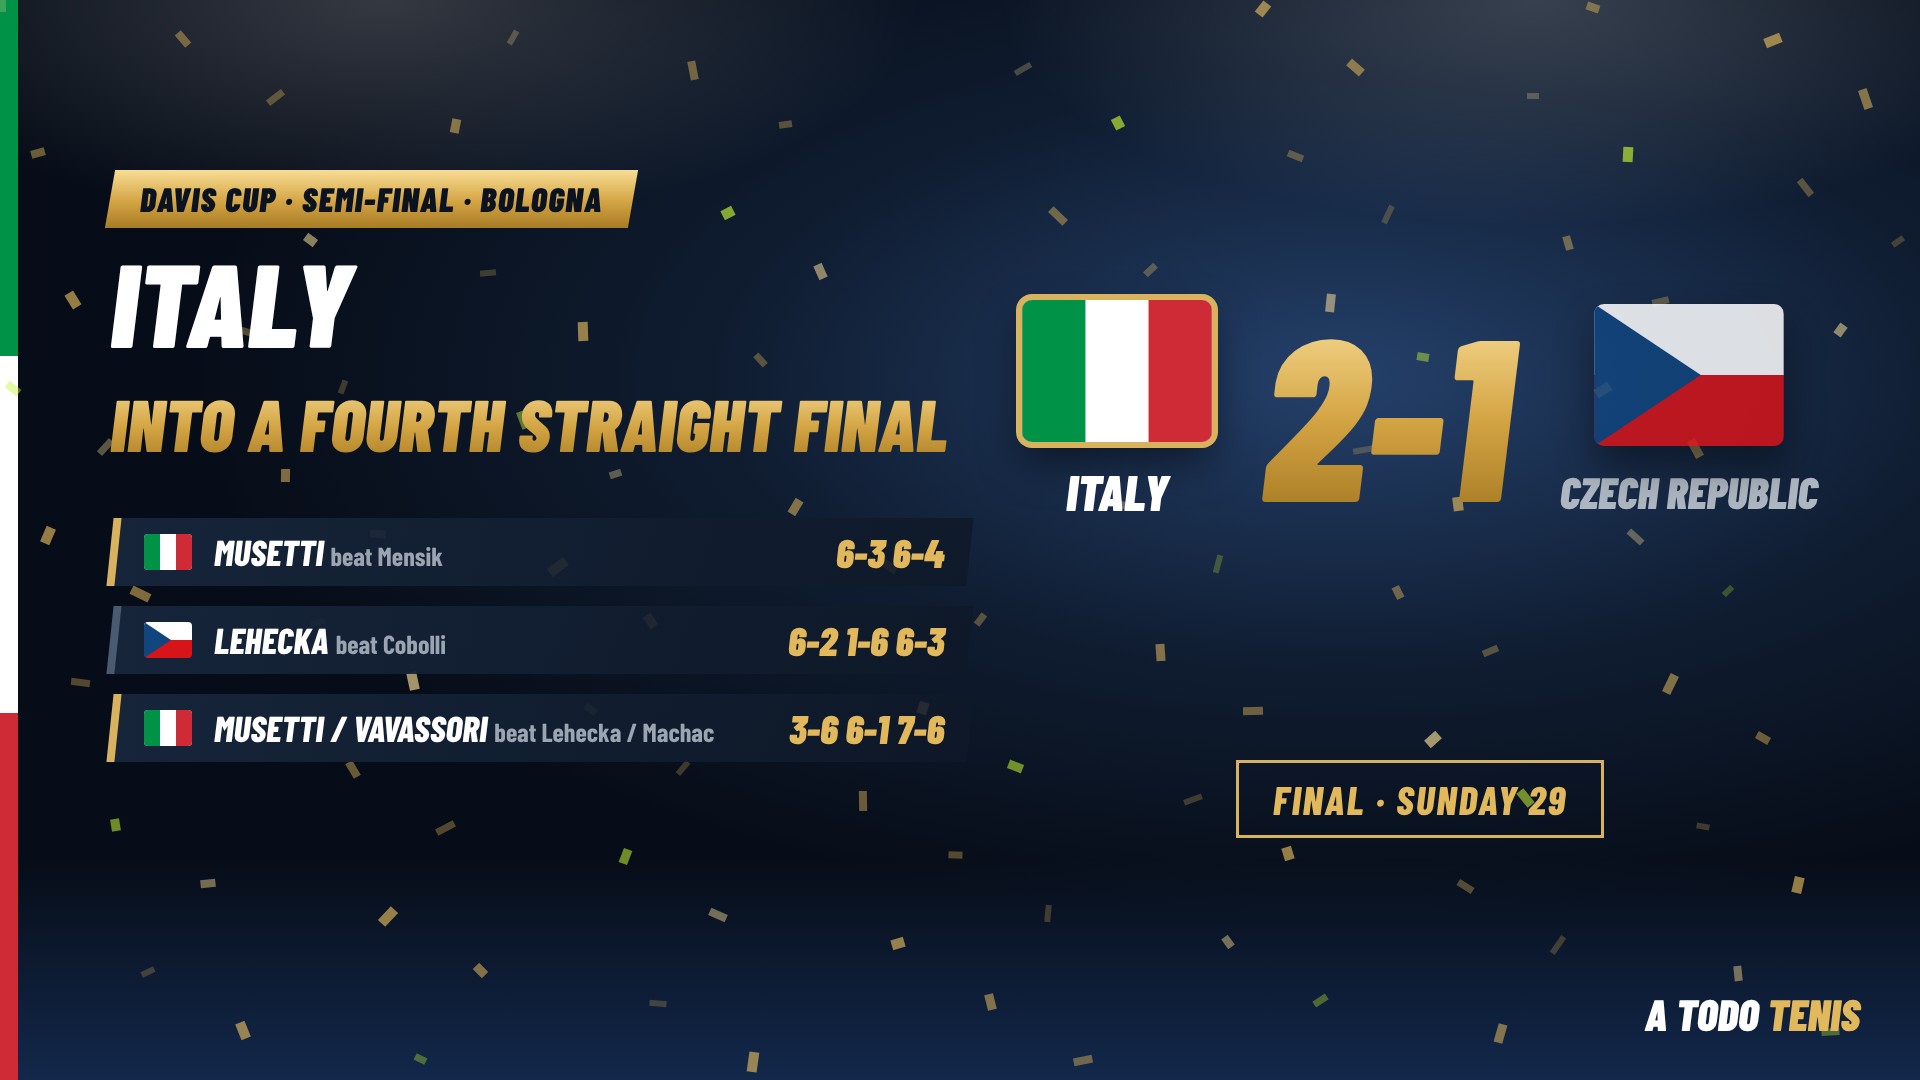 DAVIS CUP · SEMI-FINAL · BOLOGNA
ITALY
INTO A FOURTH STRAIGHT FINAL
MUSETTI beat Mensik 6-3 6-4
LEHECKA beat Cobolli 6-2 1-6 6-3
MUSETTI / VAVASSORI beat Lehecka / Machac 3-6 6-1 7-6
2-1
ITALY
CZECH REPUBLIC
FINAL · SUNDAY 29
A TODO TENIS